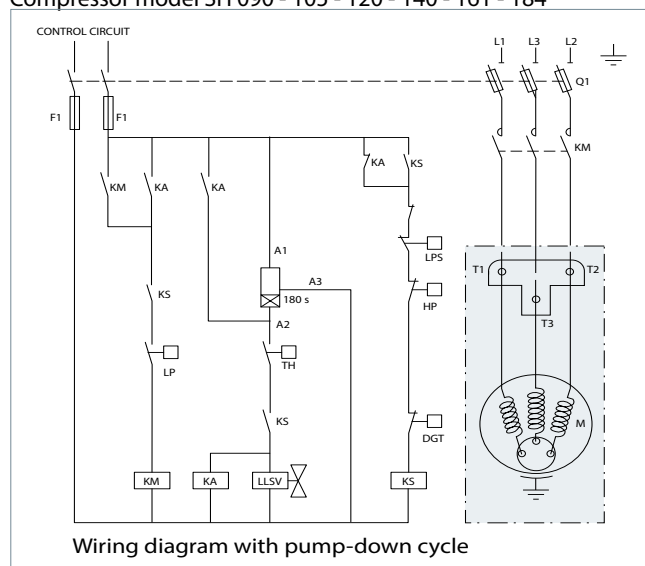 Compressor model SH 090 - 105 - 120 - 140 - 161 - 184
CONTROL CIRCUIT
L1 L3 L2
Q1
F1 F1
KM
KA KS
KM KA KA
LPS
A1
T1 T2
A3
KS
180 s
HP
T3
A2
LP
TH
KS
M
DGT
KM KA LLSV KS
Wiring diagram with pump-down cycle